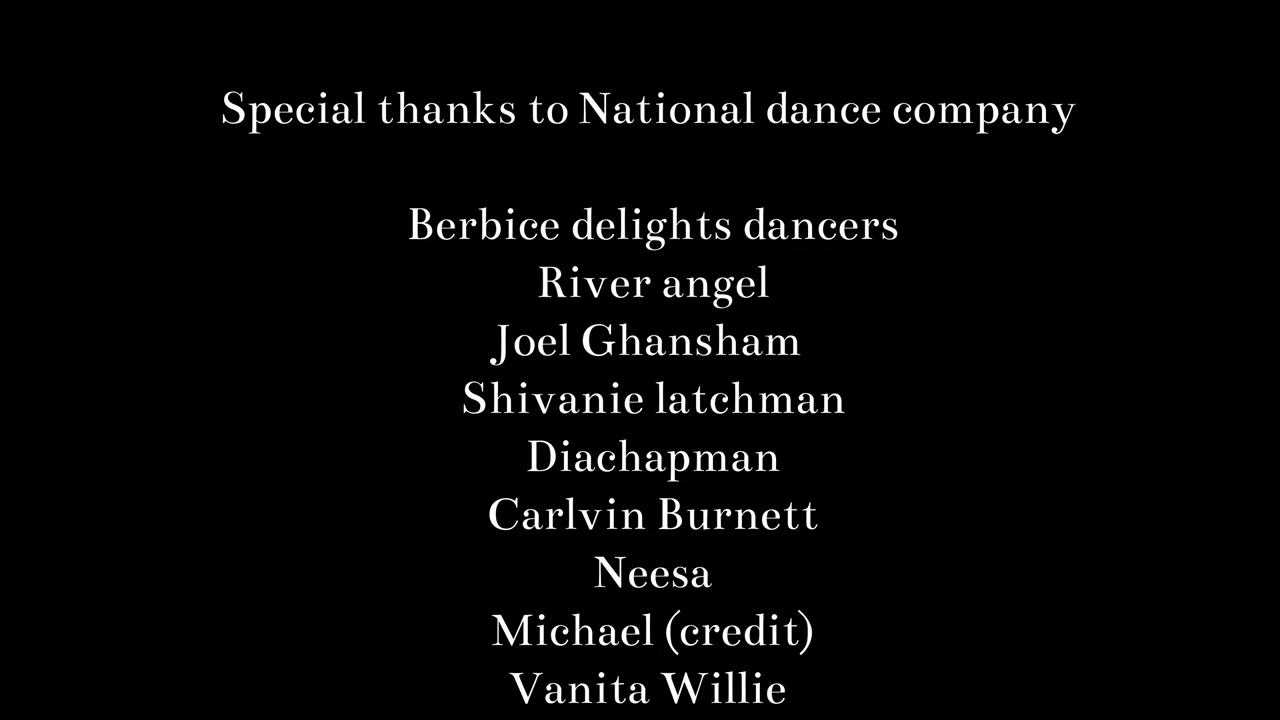 Special thanks to National dance company
Berbice delights dancers
River angel
Joel Ghansham
Shivanie latchman
Diachapman
Carlvin Burnett
Neesa
Michael (credit)
Vanita Willie